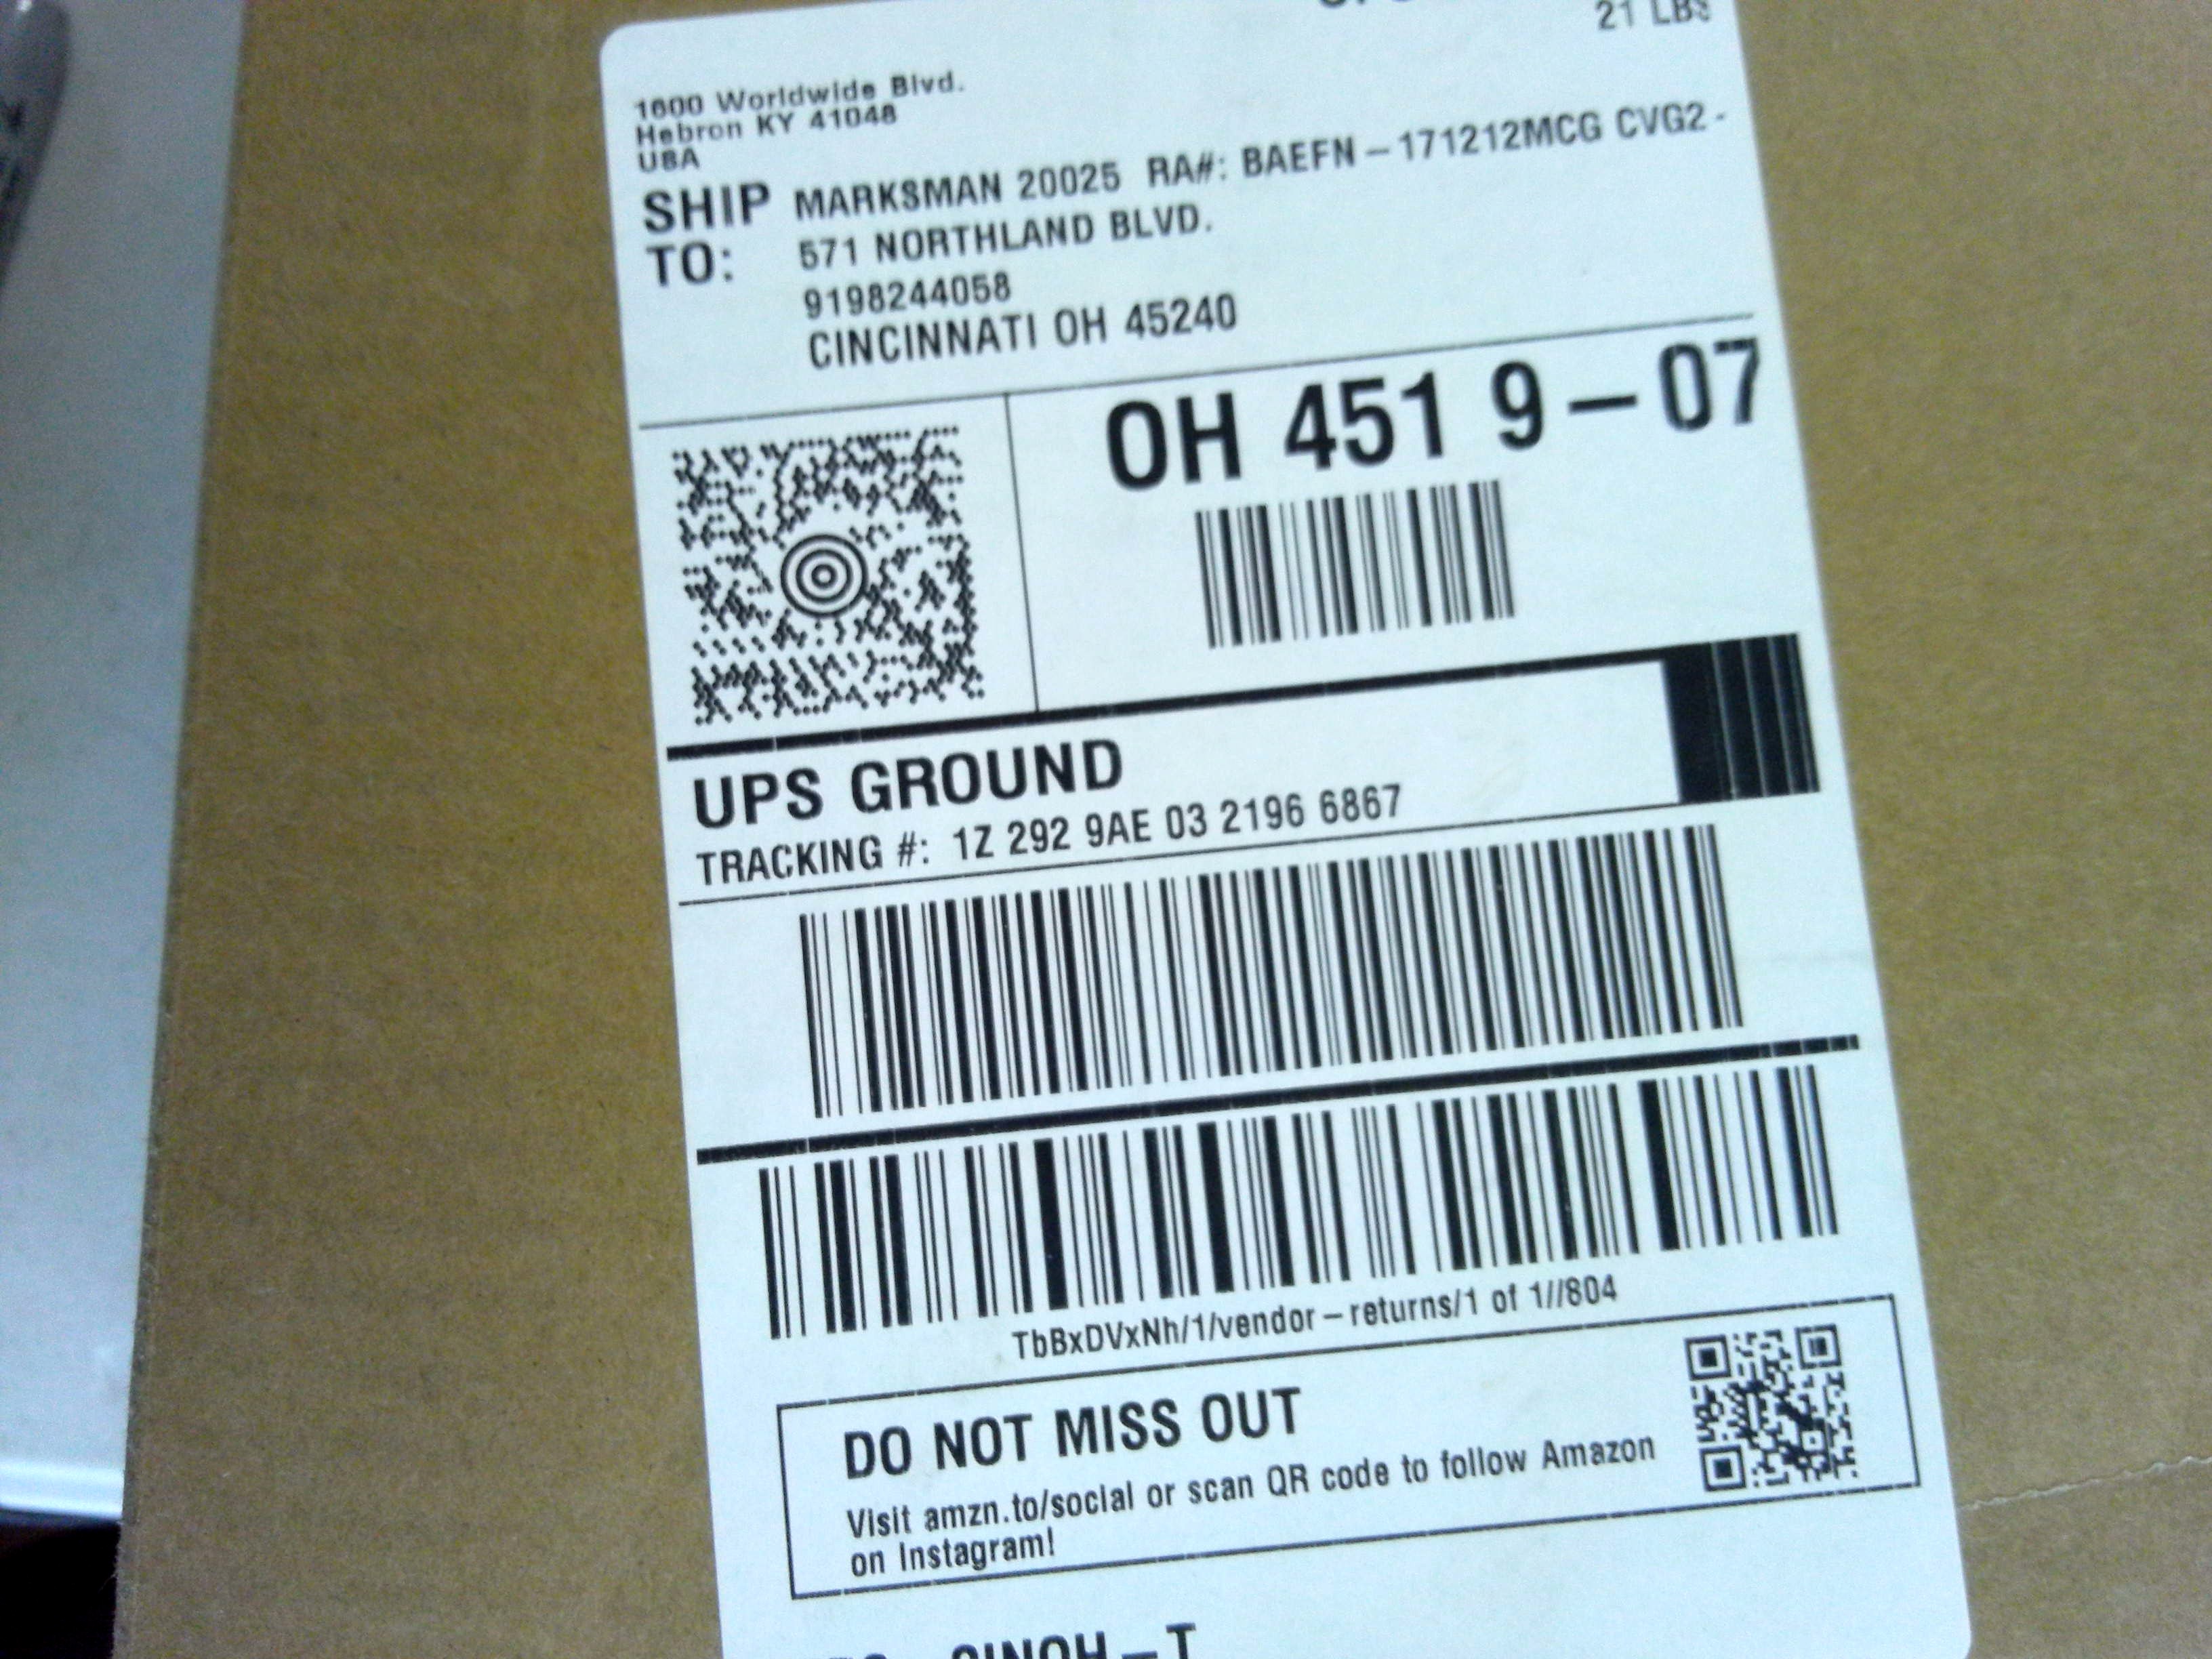 21 LBS
1600 Worldwide Blvd.
Hebron KY 41048
USA
SHIP TO:
MARKSMAN 20025 RA#: BAEFN – 171212MCG CVG2 -
571 NORTHLAND BLVD.
9198244058
CINCINNATI OH 45240
OH 451 9 – 07
UPS GROUND
TRACKING #: 1Z 292 9AE 03 2196 6867
TbBxDVxNh/1/vendor – returns/1 of 1//804
DO NOT MISS OUT
Visit amzn.to/social or scan QR code to follow Amazon
on Instagram!
CINOH – T